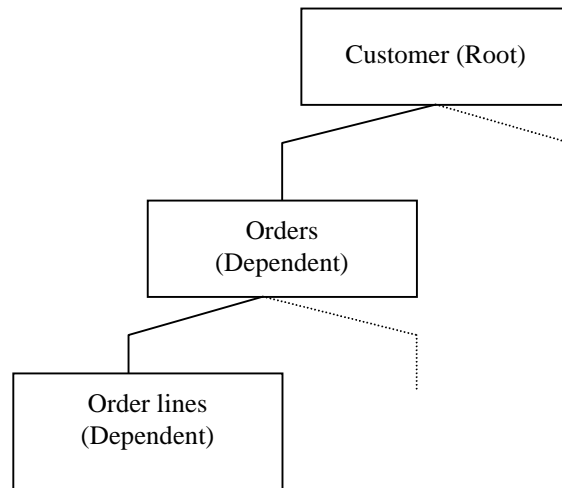 Customer (Root)
Orders
(Dependent)
Order lines
(Dependent)